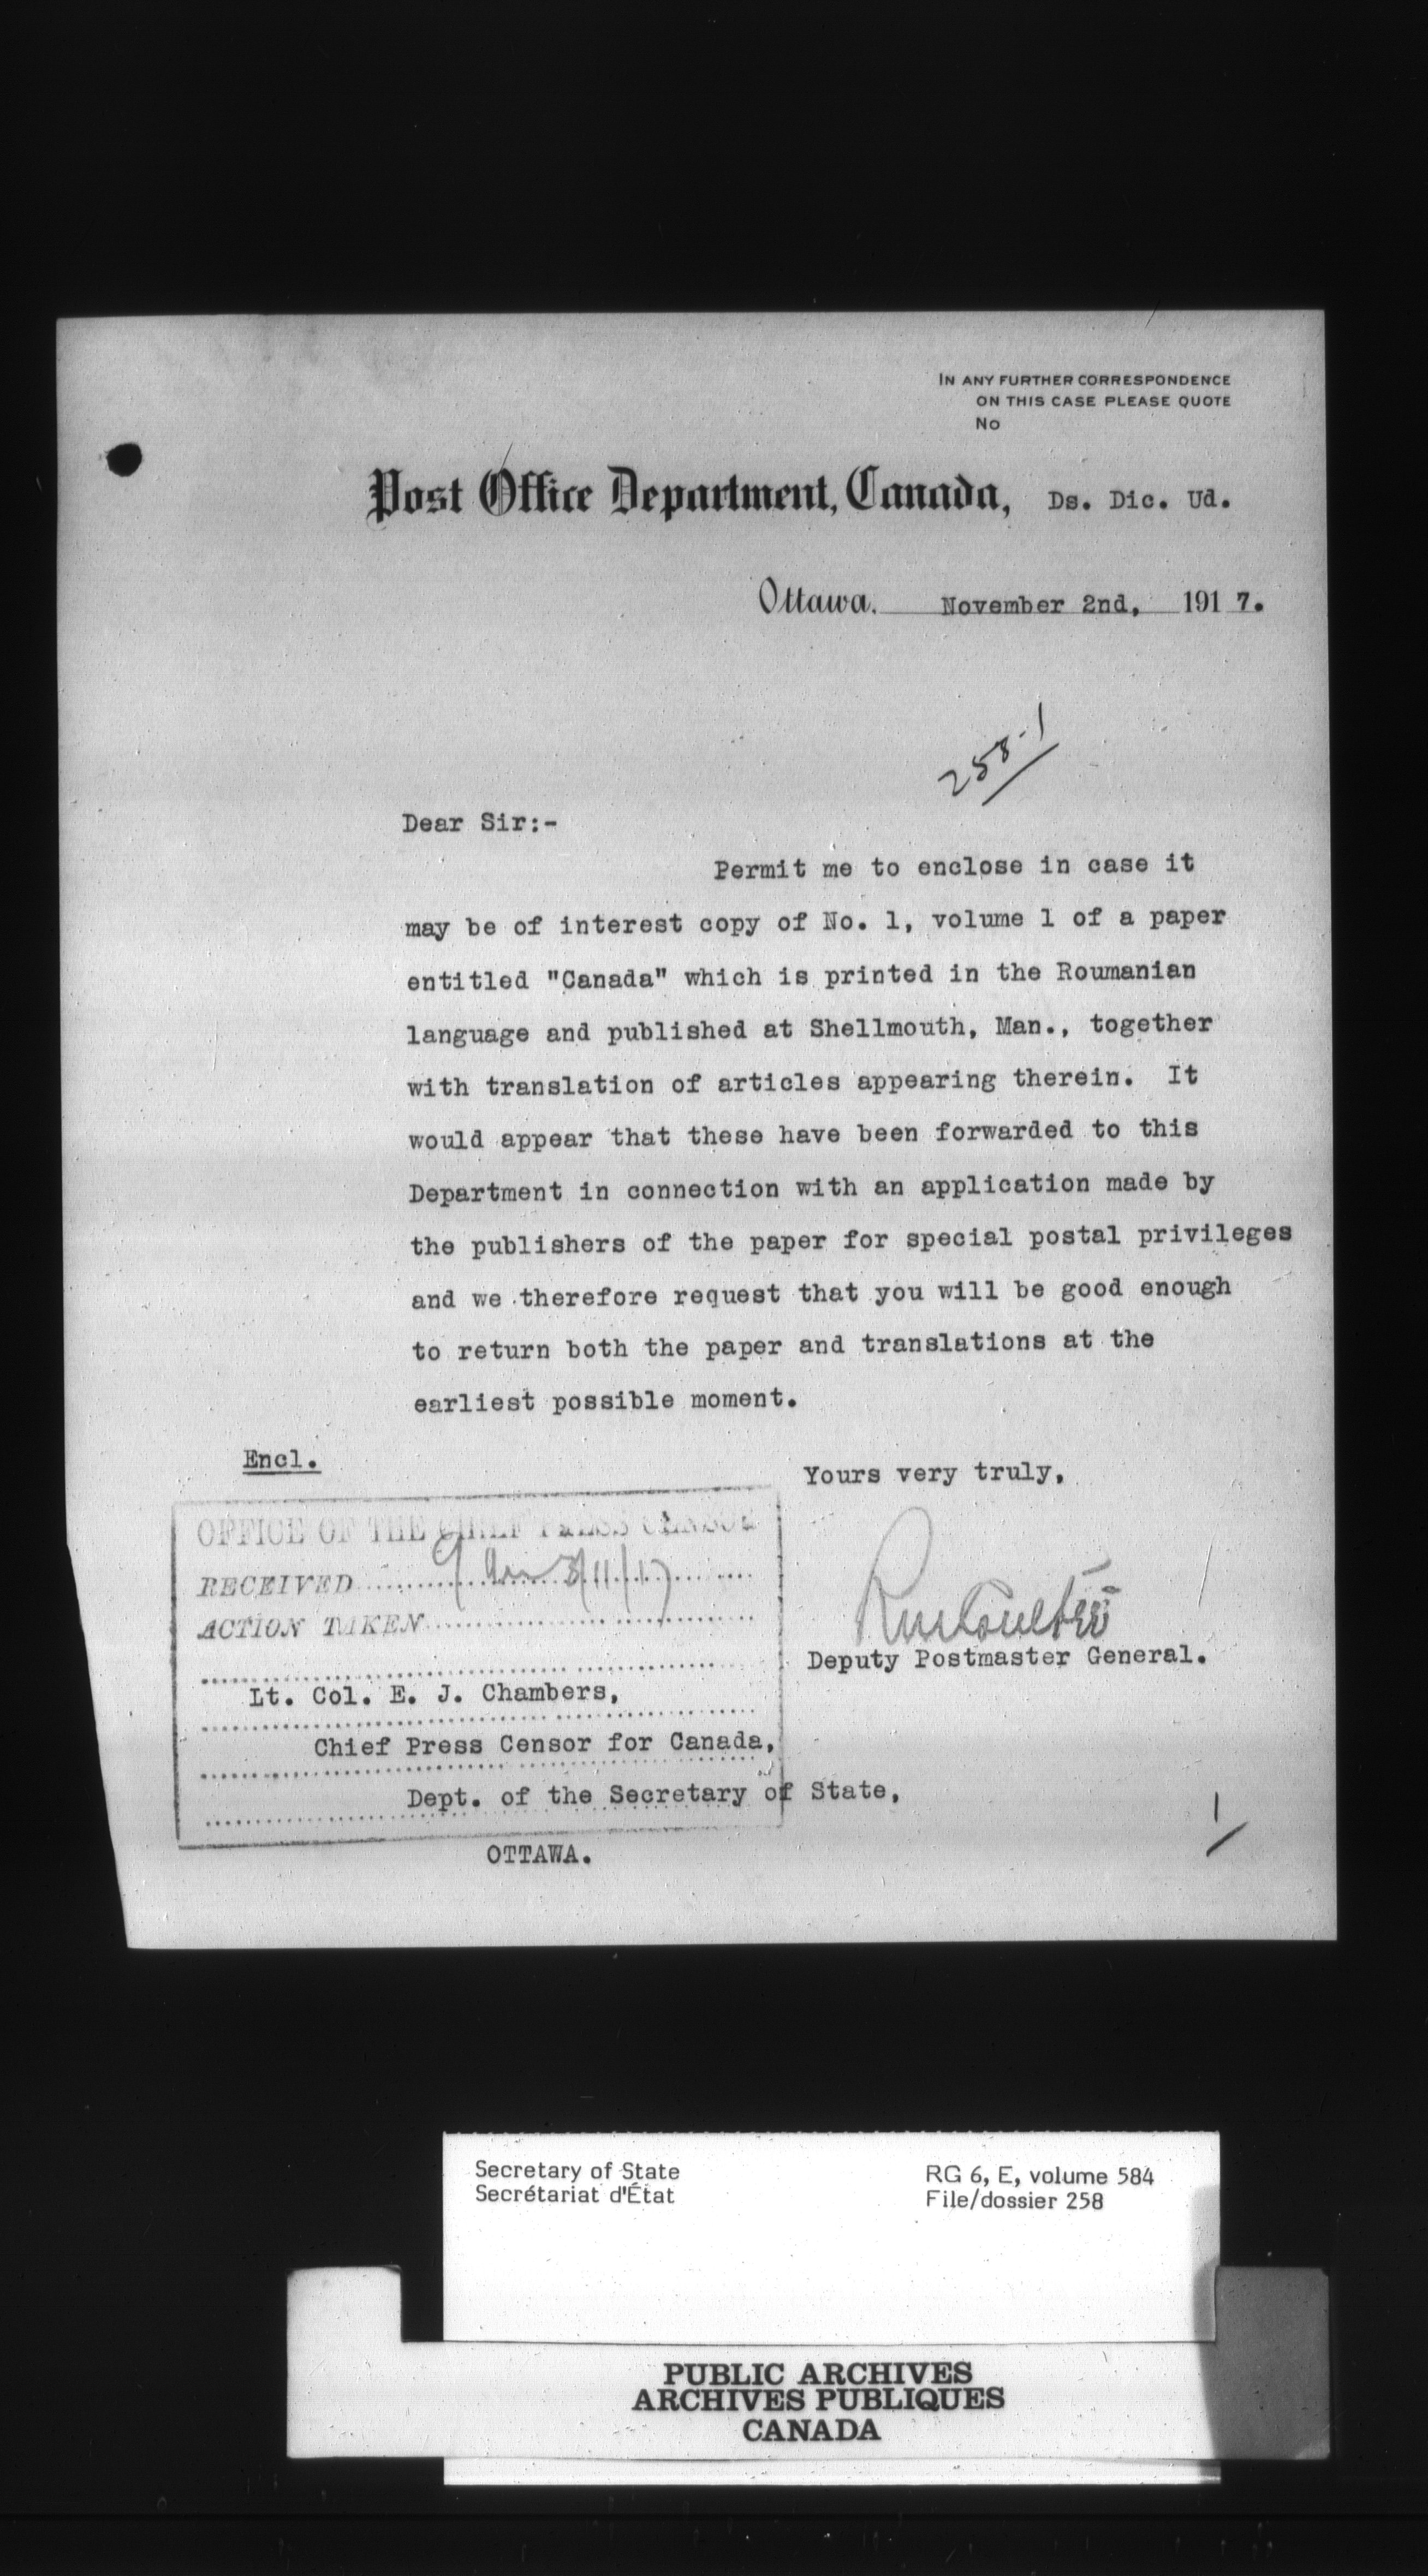 IN ANY FURTHER CORRESPONDENCE
ON THIS CASE PLEASE QUOTE
No
Post Office Department, Canada, Ds. Dic. Ud.
Ottawa, November 2nd, 1917.
258-1
Dear Sir:-
Permit me to enclose in case it
may be of interest copy of No. 1, volume 1 of a paper
entitled "Canada" which is printed in the Roumanian
language and published at Shellmouth, Man., together
with translation of articles appearing therein. It
would appear that these have been forwarded to this
Department in connection with an application made by
the publishers of the paper for special postal privileges
and we therefore request that you will be good enough
to return both the paper and translations at the
earliest possible moment.
Encl.
Yours very truly,
OFFICE OF THE CHIEF PRESS CENSOR
RECEIVED 3/11/17
ACTION TAKEN
RmCoulter
Deputy Postmaster General.
Lt. Col. E. J. Chambers,
Chief Press Censor for Canada,
Dept. of the Secretary of State,
OTTAWA.
1
Secretary of State
Secrétariat d'État
RG 6, E, volume 584
File/dossier 258
PUBLIC ARCHIVES
ARCHIVES PUBLIQUES
CANADA